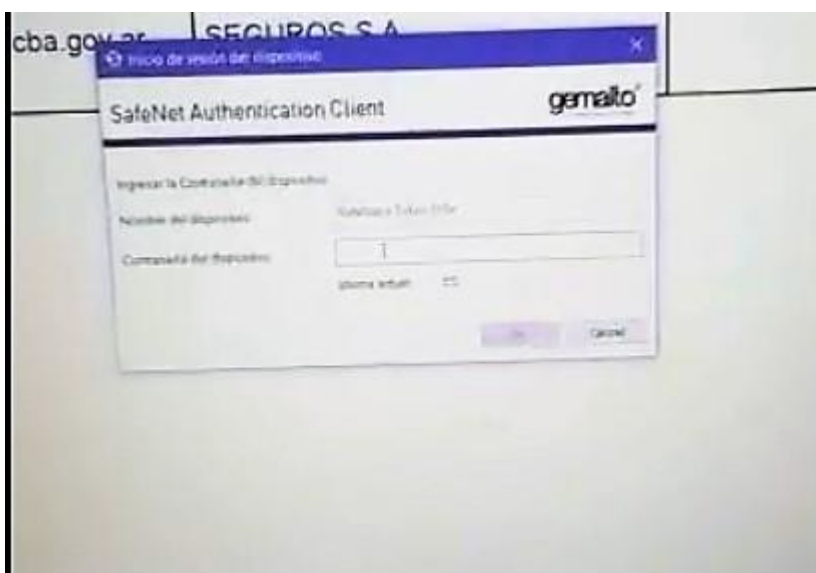 cba.gov.ar
SEGUROS S.A.
Inicio de sesión del dispositivo
SafeNet Authentication Client
gemalto
Ingresar la Contraseña del dispositivo
Nombre del dispositivo
Contraseña del dispositivo
Idioma actual: ES
Cancel